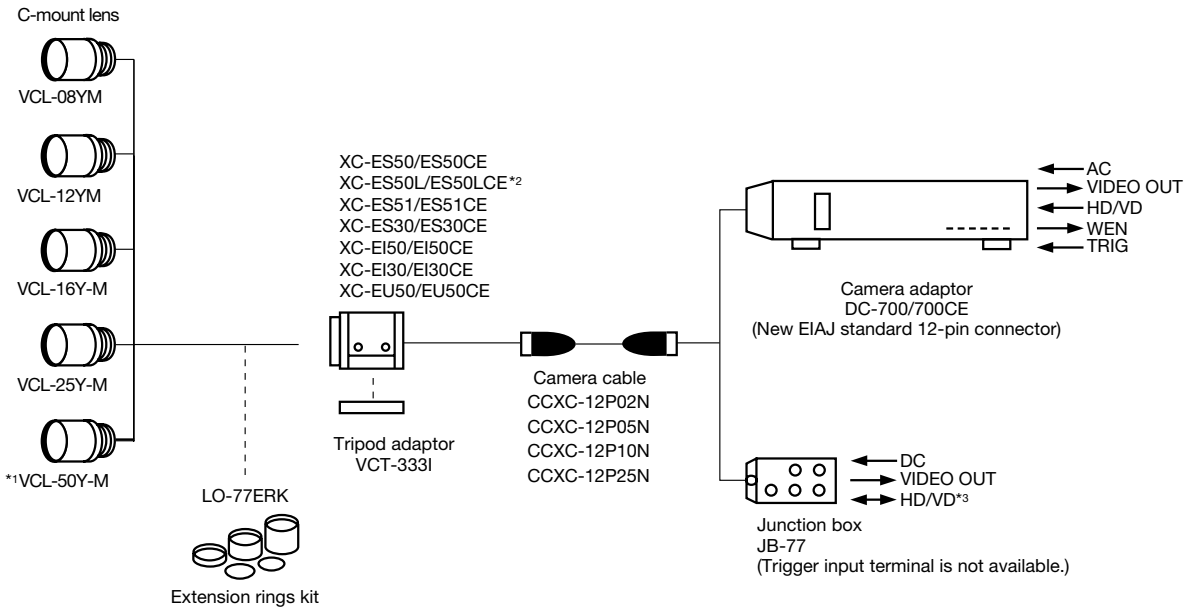 C-mount lens
VCL-08YM
VCL-12YM
VCL-16Y-M
VCL-25Y-M
*1VCL-50Y-M
LO-77ERK
Extension rings kit
XC-ES50/ES50CE
XC-ES50L/ES50LCE*2
XC-ES51/ES51CE
XC-ES30/ES30CE
XC-EI50/EI50CE
XC-EI30/EI30CE
XC-EU50/EU50CE
Tripod adaptor
VCT-333I
Camera cable
CCXC-12P02N
CCXC-12P05N
CCXC-12P10N
CCXC-12P25N
AC
VIDEO OUT
HD/VD
WEN
TRIG
Camera adaptor
DC-700/700CE
(New EIAJ standard 12-pin connector)
DC
VIDEO OUT
HD/VD*3
Junction box
JB-77
(Trigger input terminal is not available.)